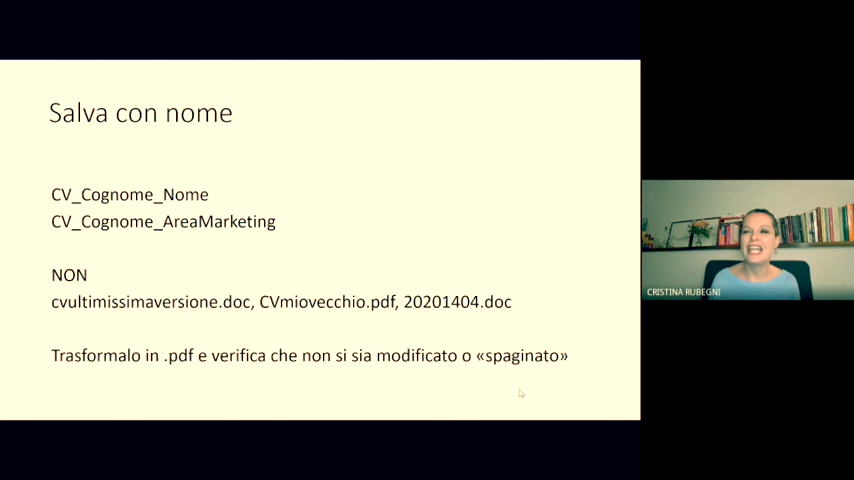 Salva con nome
CV_Cognome_Nome
CV_Cognome_AreaMarketing
NON
cvultimissimaversione.doc, CVmiovecchio.pdf, 20201404.doc
Trasformalo in .pdf e verifica che non si sia modificato o «spaginato»
CRISTINA RUBEGNI